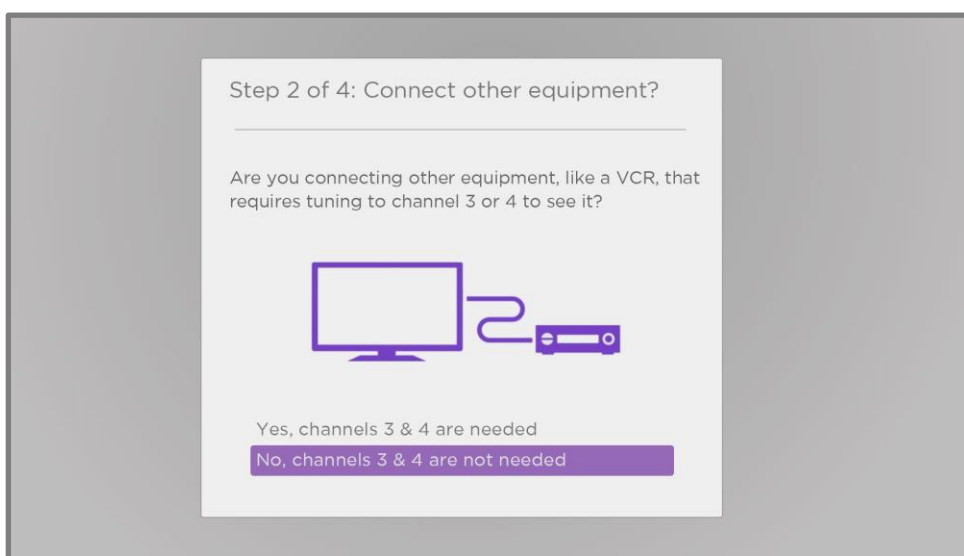 Step 2 of 4: Connect other equipment?
Are you connecting other equipment, like a VCR, that
requires tuning to channel 3 or 4 to see it?
Yes, channels 3 & 4 are needed
No, channels 3 & 4 are not needed